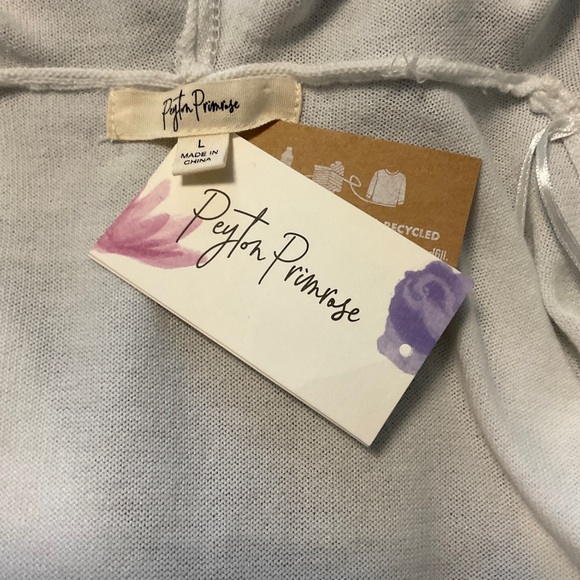 Peyton Primrose
L
MADE IN
CHINA
RECYCLED
Peyton
Primrose